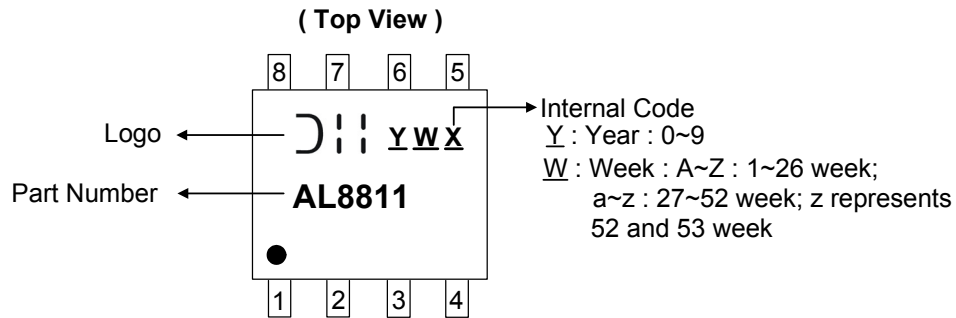 ( Top View )
8 7 6 5
Logo
Y W X
Internal Code
Y : Year : 0~9
W : Week : A~Z : 1~26 week;
a~z : 27~52 week; z represents
52 and 53 week
Part Number
AL8811
1 2 3 4